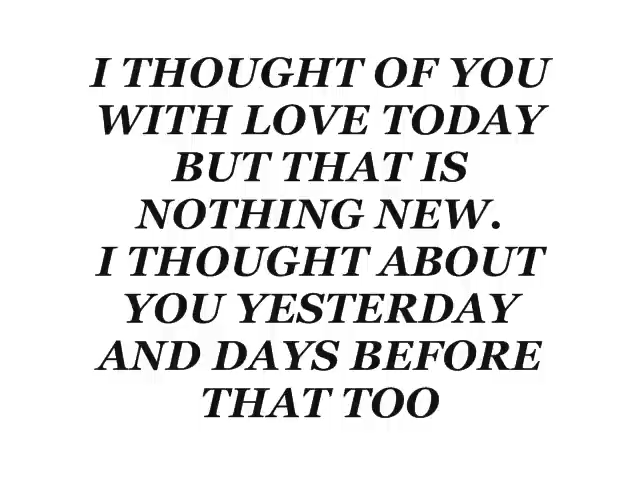 I THOUGHT OF YOU
WITH LOVE TODAY
BUT THAT IS
NOTHING NEW.
I THOUGHT ABOUT
YOU YESTERDAY
AND DAYS BEFORE
THAT TOO